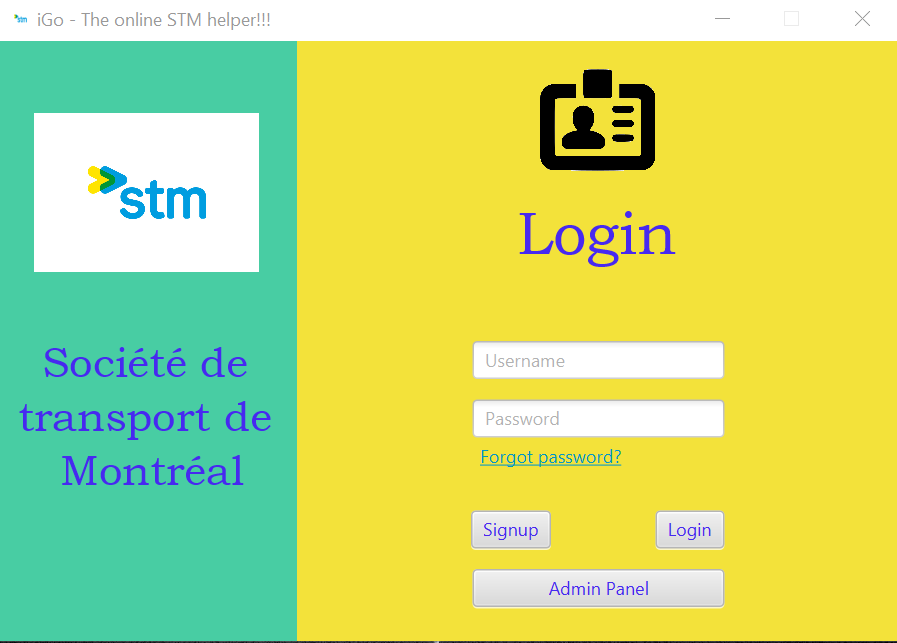 iGo - The online STM helper!!!
stm
Société de
transport de
Montréal
Login
Username
Password
Forgot password?
Signup
Login
Admin Panel